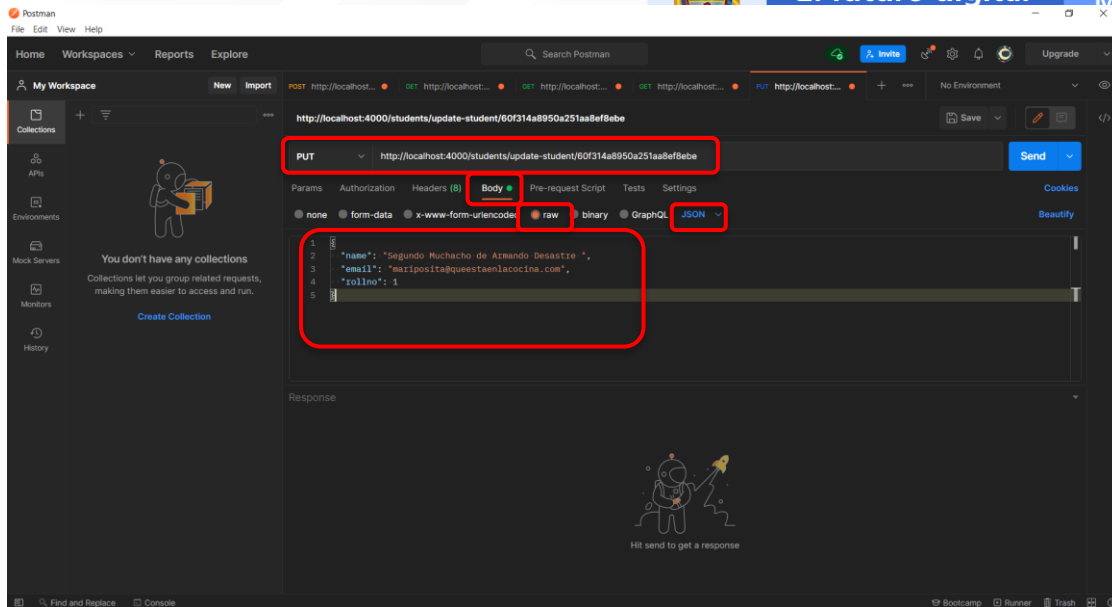 El futuro digital
Postman
File Edit View Help
Home Workspaces Reports Explore
Search Postman
Invite
Upgrade
My Workspace
New Import
POST http://localhost...
GET http://localhost:...
GET http://localhost:...
GET http://localhost:...
PUT http://localhost:...
No Environment
Collections
APIs
Environments
Mock Servers
Monitors
History
You don't have any collections
Collections let you group related requests,
making them easier to access and run.
Create Collection
http://localhost:4000/students/update-student/60f314a8950a251aa8ef8ebe
Save
PUT http://localhost:4000/students/update-student/60f314a8950a251aa8ef8ebe
Send
Params Authorization Headers (8) Body Pre-request Script Tests Settings
Cookies
none form-data x-www-form-urlencoded raw binary GraphQL JSON
Beautify
1 {
2 "name": "Segundo Muchacho de Armando Desastre ",
3 "email": "mariposita@queestaenlacocina.com",
4 "rollno": 1
5 }
Response
Hit send to get a response
Find and Replace Console
Bootcamp Runner Trash